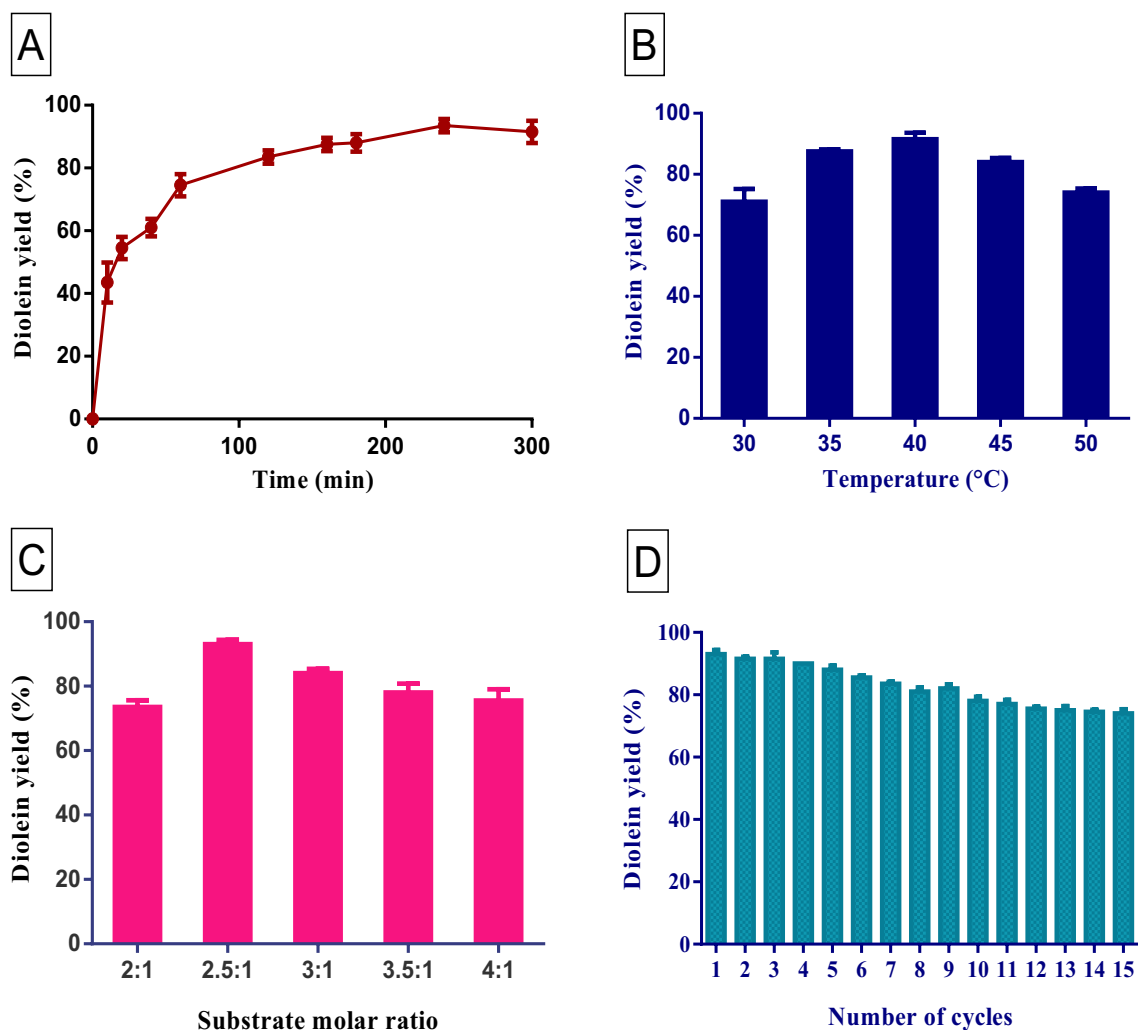 A
Diolein yield (%)
100
80
60
40
20
0
0 100 200 300
Time (min)
B
Diolein yield (%)
100
80
60
40
20
0
30 35 40 45 50
Temperature (°C)
C
Diolein yield (%)
100
80
60
40
20
0
2:1 2.5:1 3:1 3.5:1 4:1
Substrate molar ratio
D
Diolein yield (%)
100
80
60
40
20
0
1 2 3 4 5 6 7 8 9 10 11 12 13 14 15
Number of cycles